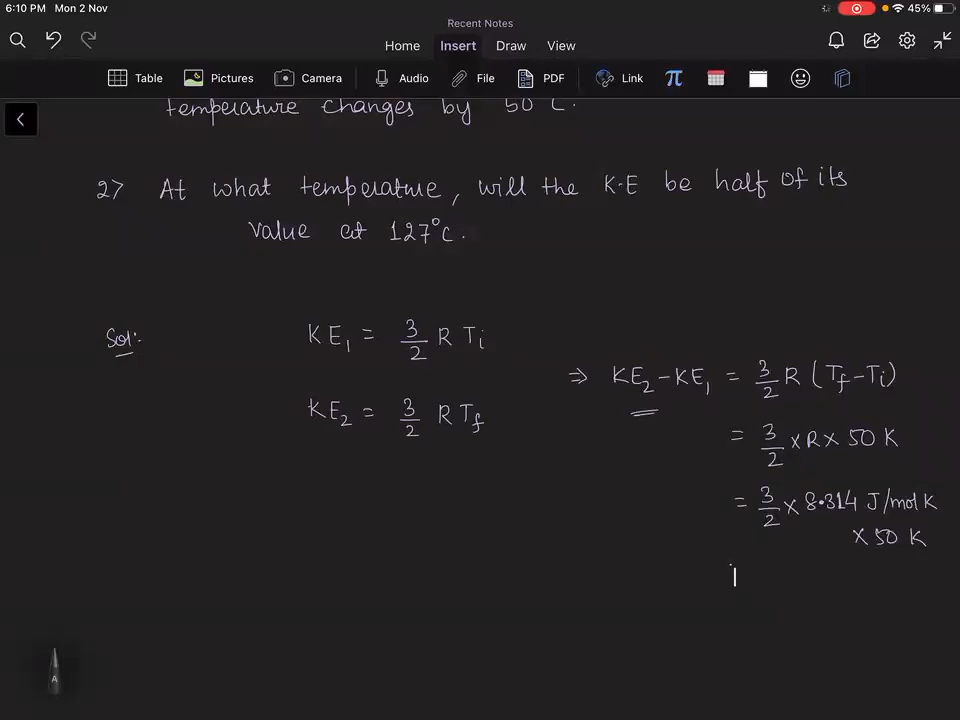 6:10 PM Mon 2 Nov
45%
Recent Notes
Home Insert Draw View
Table Pictures Camera Audio File PDF Link π
temperature changes by 50°C.
2> At what temperature, will the K·E be half of its
value at 127°C.
Sol:
KE₁ = 3/2 R Ti
KE₂ = 3/2 R Tf
⇒ KE₂ - KE₁ = 3/2 R (Tf - Ti)
= 3/2 × R × 50 K
= 3/2 × 8.314 J/mol K
× 50 K
A